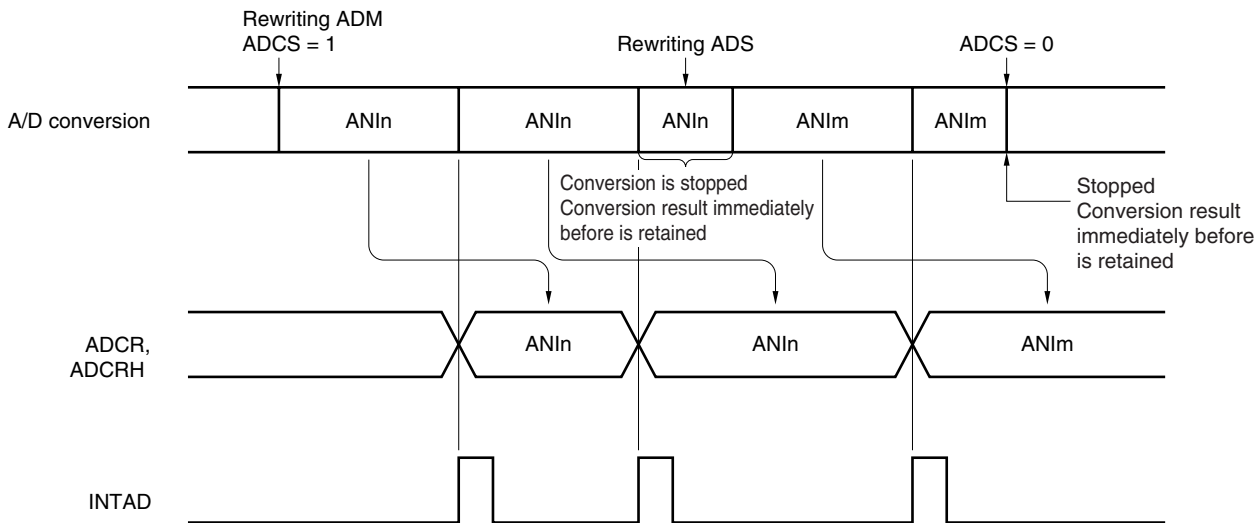 Rewriting ADM
ADCS = 1
Rewriting ADS
ADCS = 0
A/D conversion
ANIn
ANIn
ANIn
ANIm
ANIm
Conversion is stopped
Conversion result immediately
before is retained
Stopped
Conversion result
immediately before
is retained
ADCR,
ADCRH
ANIn
ANIn
ANIm
INTAD